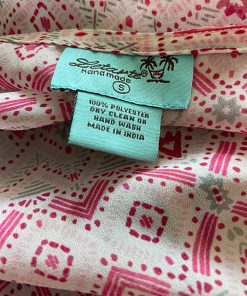 Hand made
S
100% POLYESTER
DRY CLEAN OR
HAND WASH
MADE IN INDIA